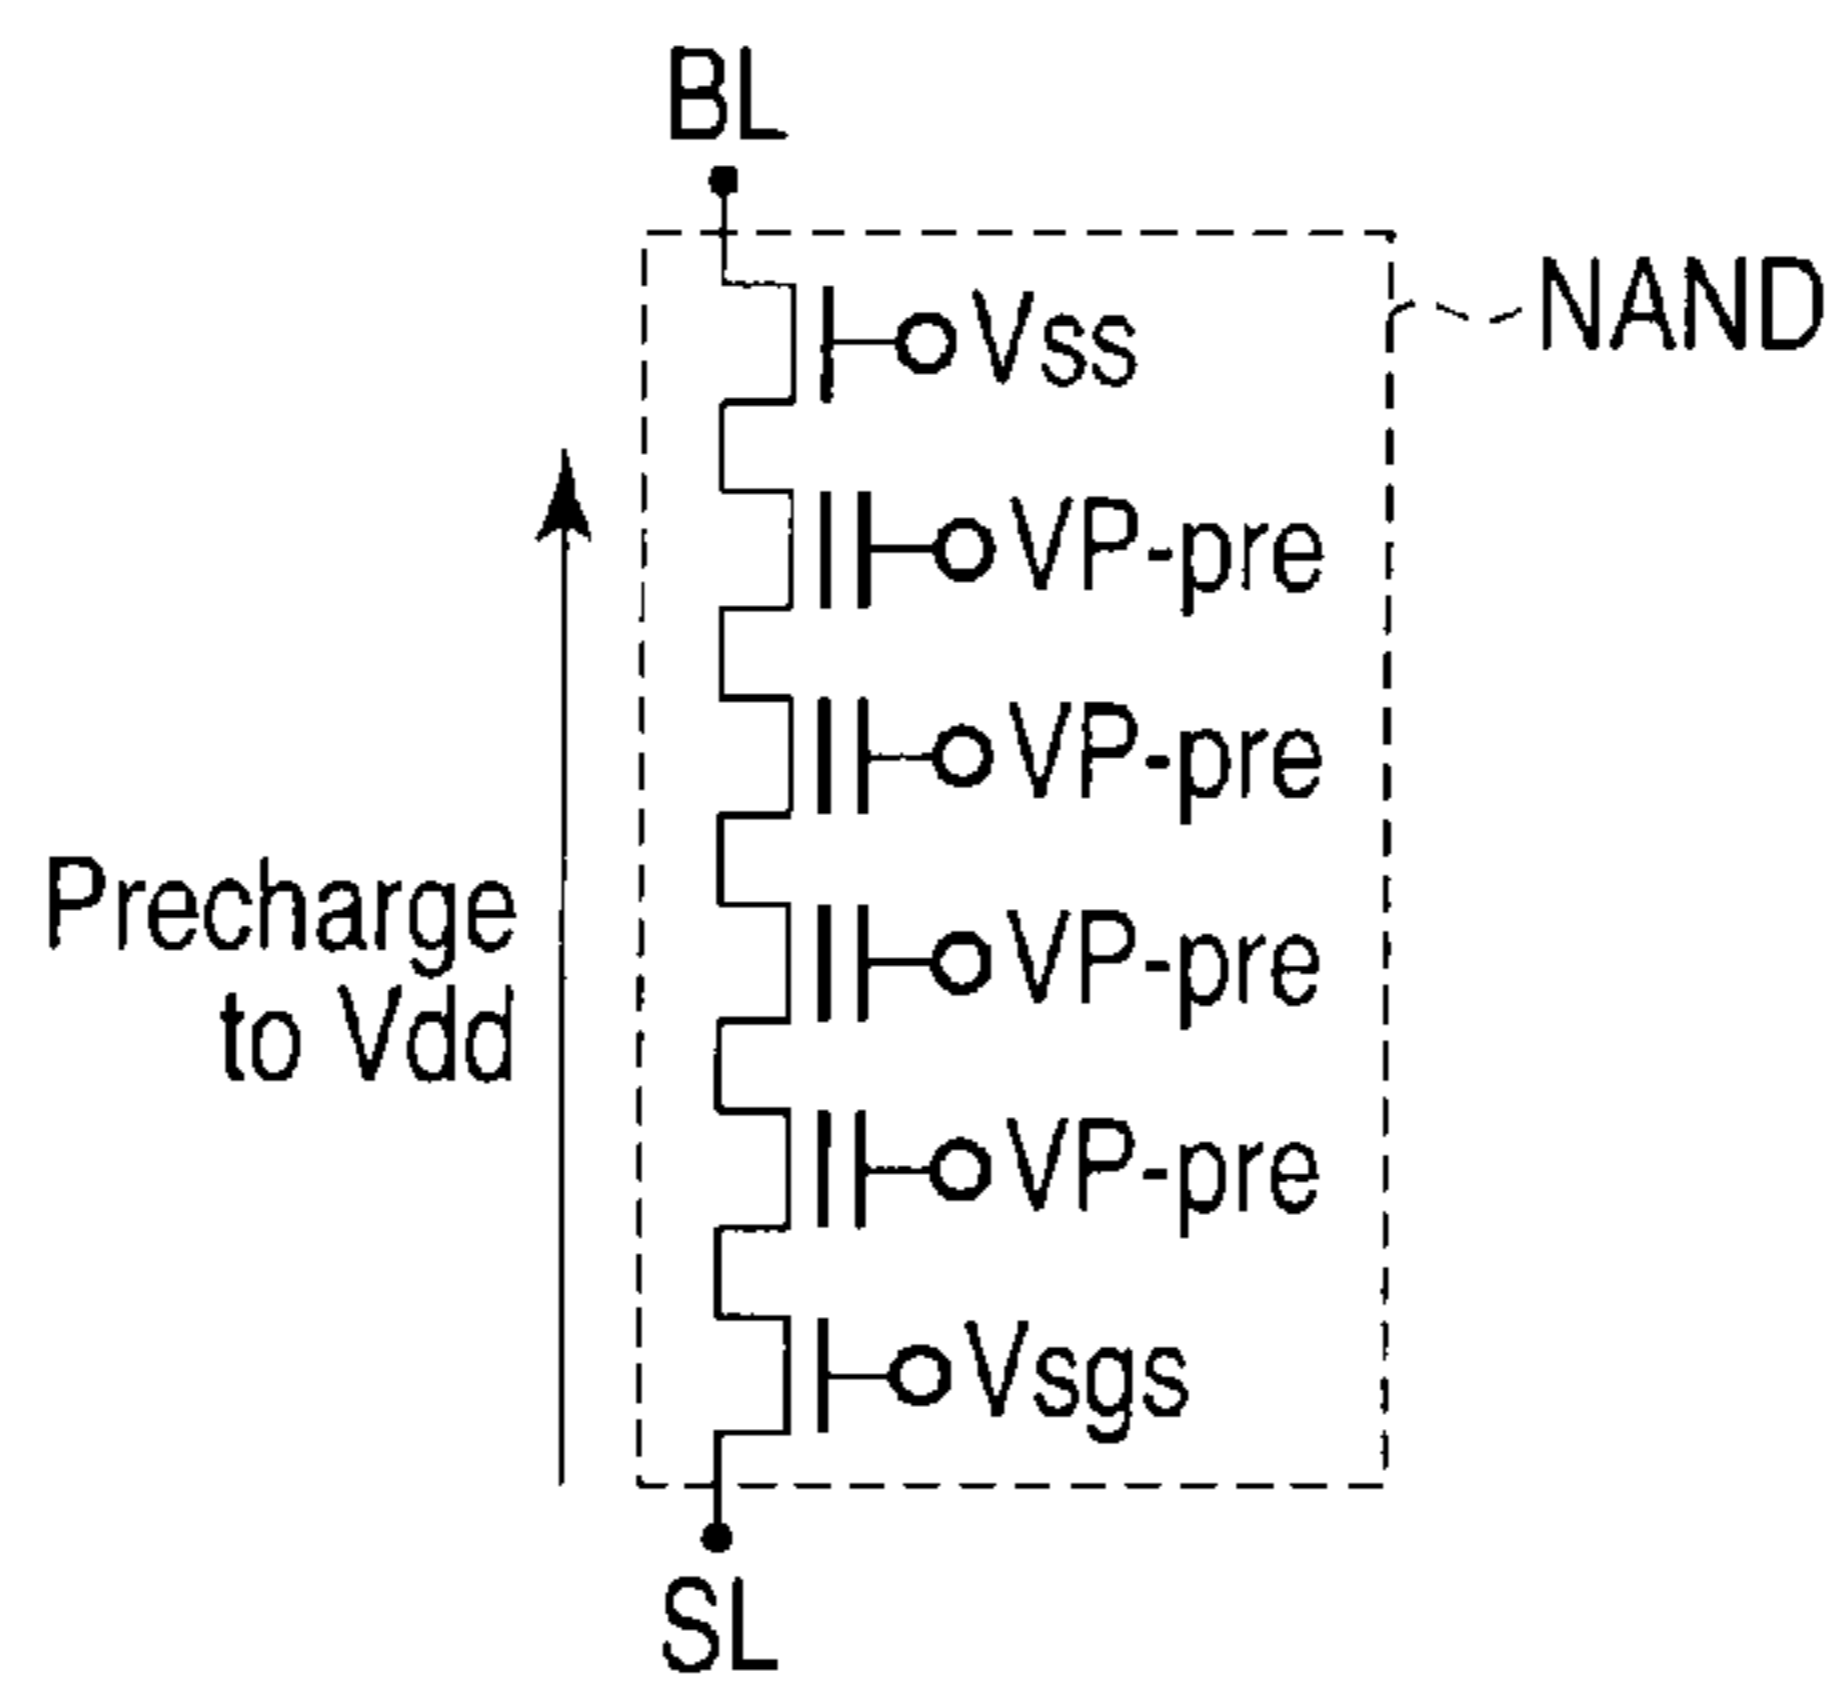 BL
NAND
Vss
VP-pre
VP-pre
Precharge
to Vdd
VP-pre
VP-pre
Vsgs
SL